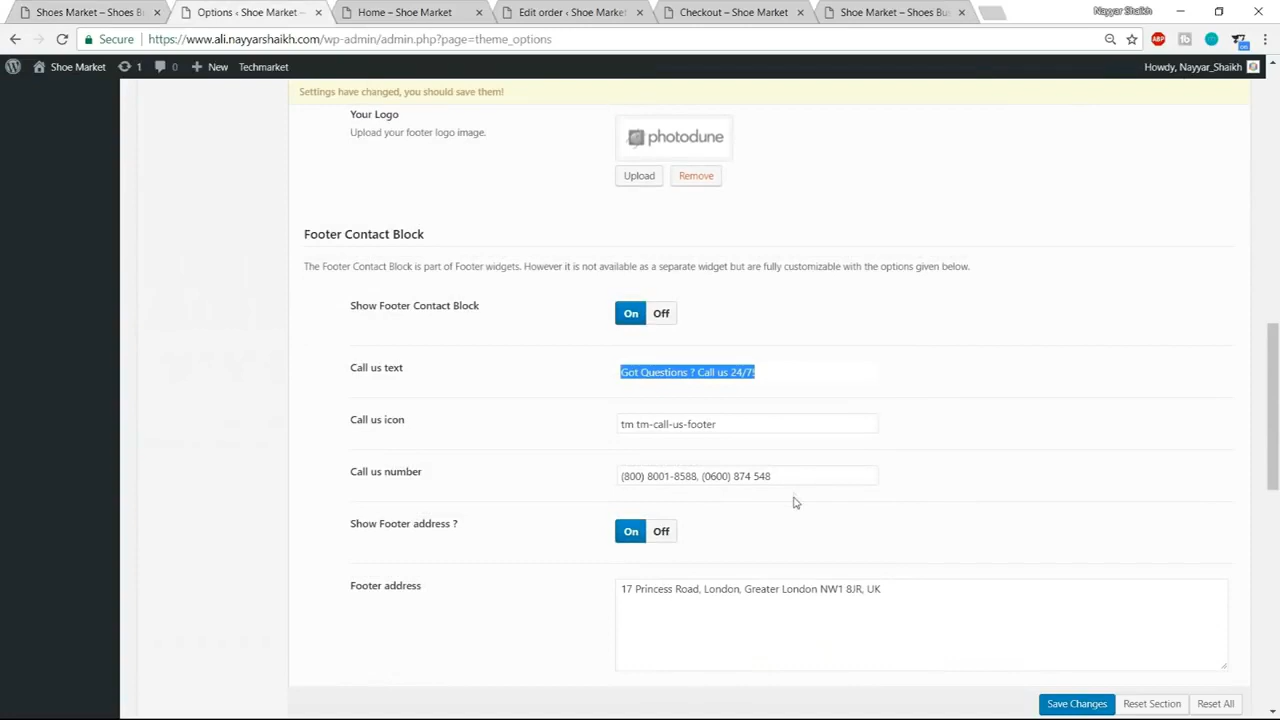 Shoes Market – Shoes B
Options ‹ Shoe Market —
Home – Shoe Market
Edit order ‹ Shoe Market
Checkout – Shoe Market
Shoe Market – Shoes Bu
Nayyar Shaikh
Secure
https://www.ali.nayyarshaikh.com/wp-admin/admin.php?page=theme_options
ABP
fb
Shoe Market
1
0
New
Techmarket
Howdy, Nayyar_Shaikh
Settings have changed, you should save them!
Your Logo
Upload your footer logo image.
photodune
Upload
Remove
Footer Contact Block
The Footer Contact Block is part of Footer widgets. However it is not available as a separate widget but are fully customizable with the options given below.
Show Footer Contact Block
On Off
Call us text
Got Questions ? Call us 24/7!
Call us icon
tm tm-call-us-footer
Call us number
(800) 8001-8588, (0600) 874 548
Show Footer address ?
On Off
Footer address
17 Princess Road, London, Greater London NW1 8JR, UK
Save Changes
Reset Section
Reset All